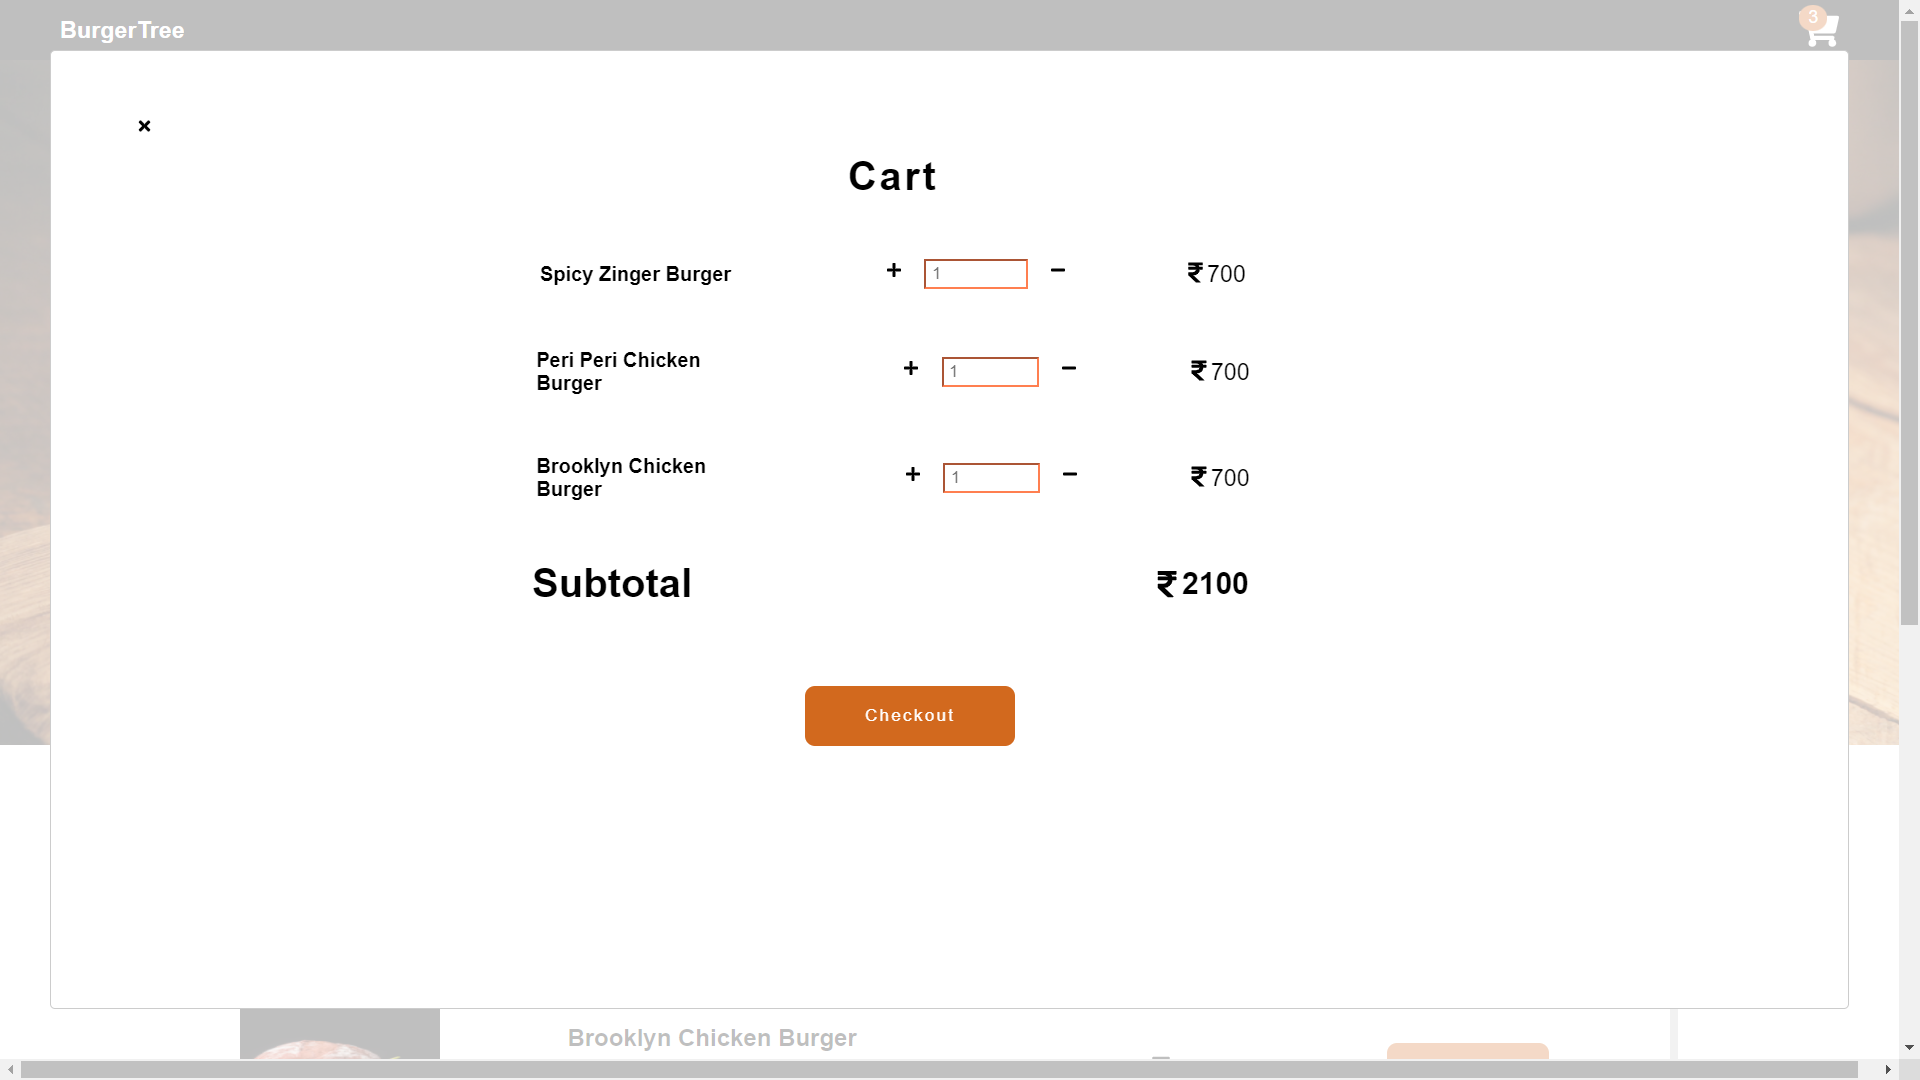 BurgerTree
3
×
Cart
Spicy Zinger Burger + 1 − ₹ 700
Peri Peri Chicken
Burger
+ 1 − ₹ 700
Brooklyn Chicken
Burger
+ 1 − ₹ 700
Subtotal ₹ 2100
Checkout
Brooklyn Chicken Burger